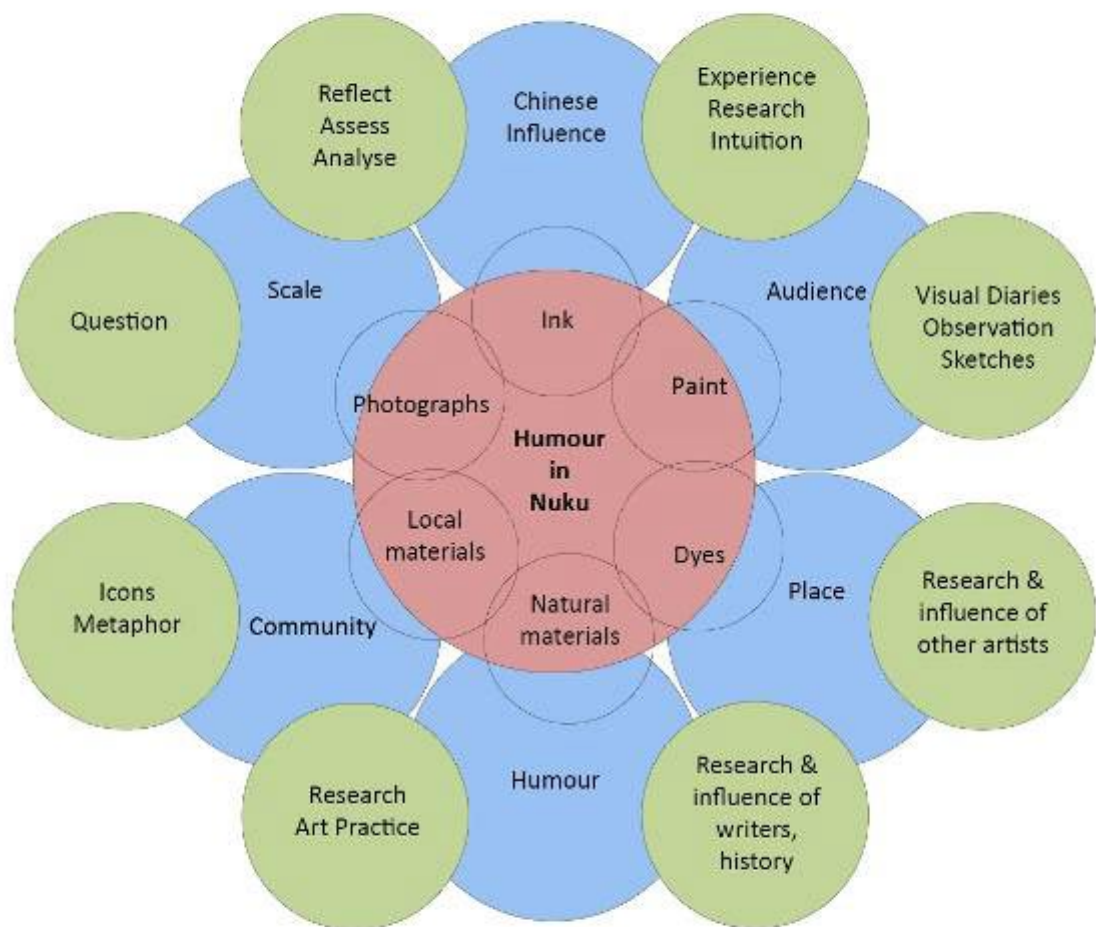 Reflect
Assess
Analyse
Chinese
Influence
Experience
Research
Intuition
Question
Scale
Audience
Visual Diaries
Observation
Sketches
Ink
Photographs
Paint
Humour
in
Nuku
Local
materials
Dyes
Natural
materials
Icons
Metaphor
Community
Place
Research &
influence of
other artists
Research
Art Practice
Humour
Research &
influence of
writers,
history